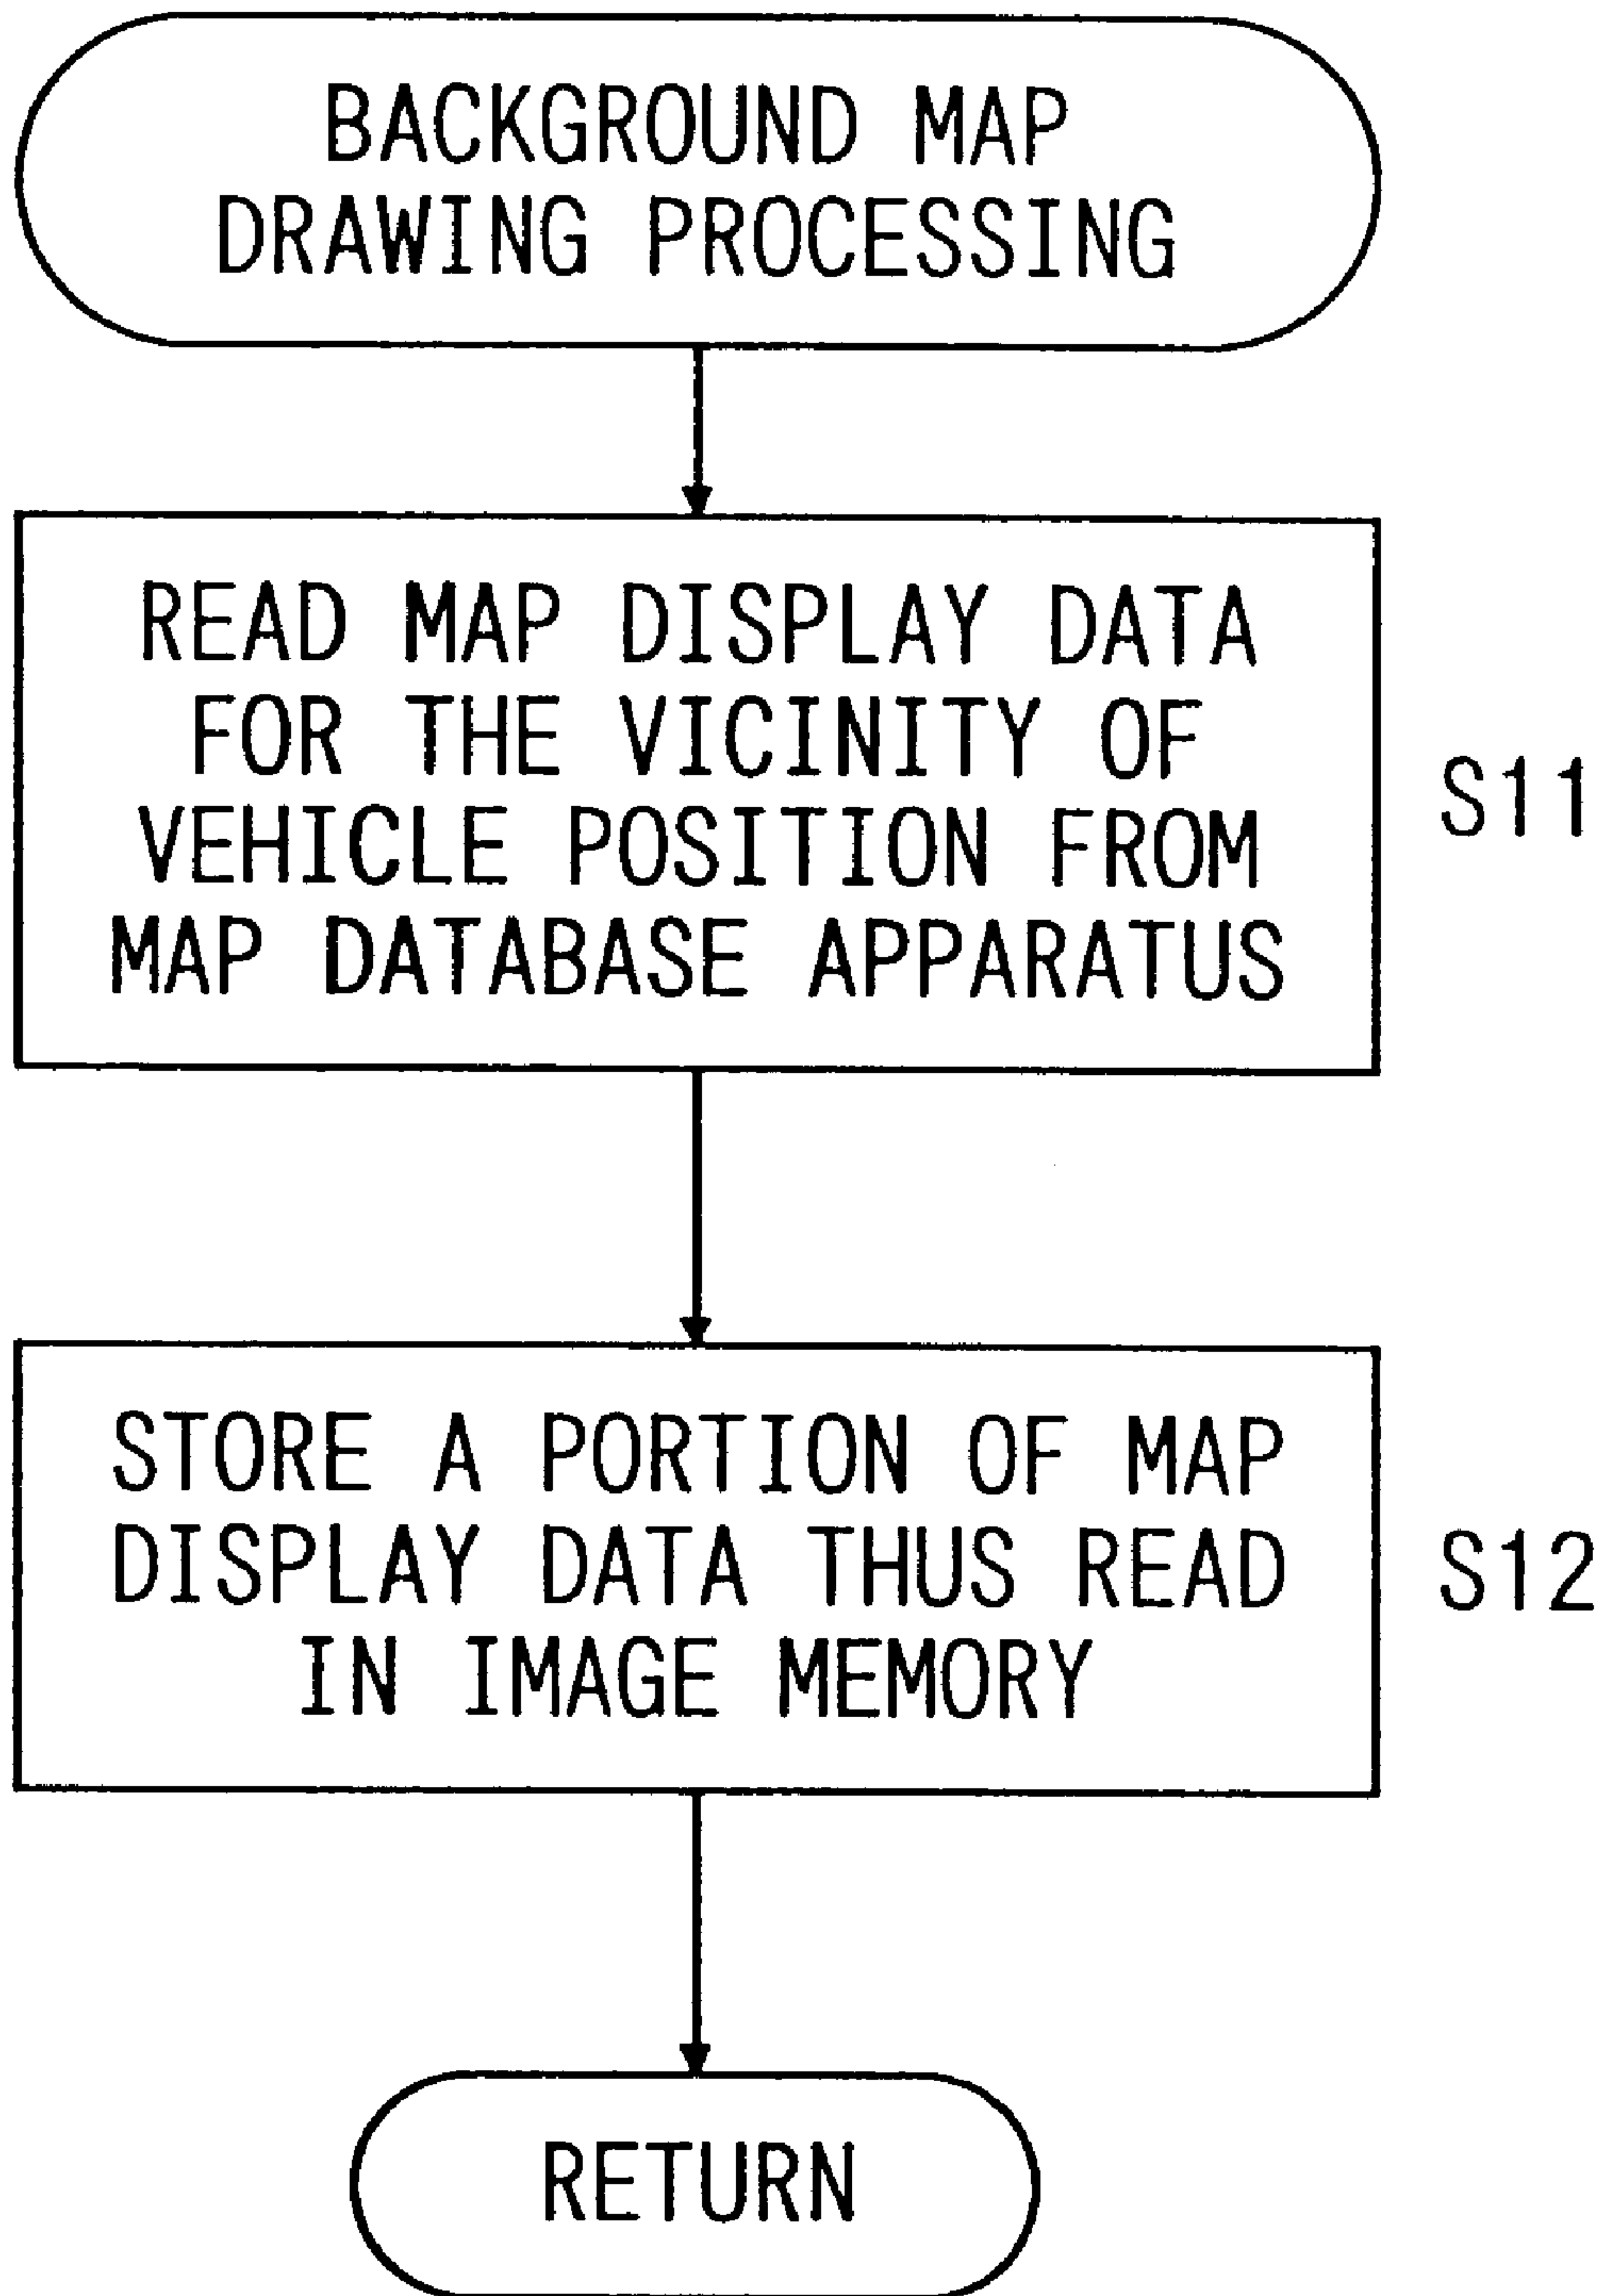 BACKGROUND MAP
DRAWING PROCESSING
READ MAP DISPLAY DATA
FOR THE VICINITY OF
VEHICLE POSITION FROM
MAP DATABASE APPARATUS
S11
STORE A PORTION OF MAP
DISPLAY DATA THUS READ
IN IMAGE MEMORY
S12
RETURN